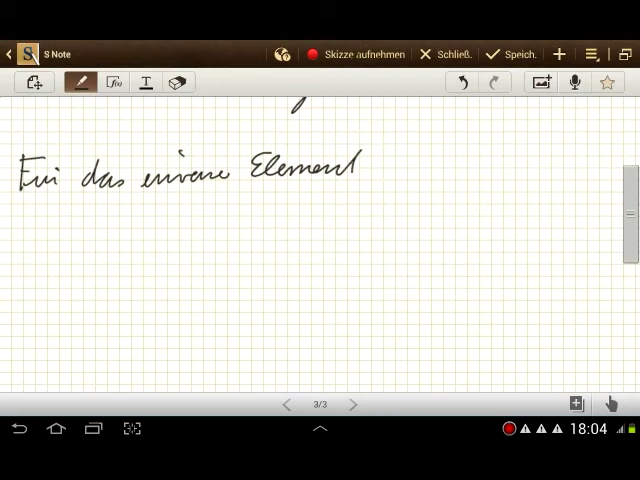 S Note
Skizze aufnehmen
Schließ.
Speich.
f(x)
T
Für das inverse Element
3/3
18:04